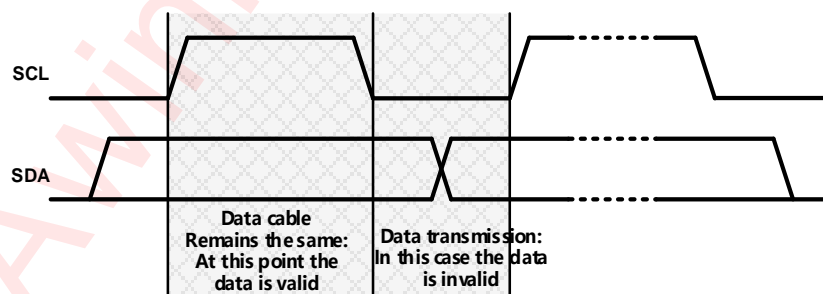 SCL
SDA
Data cable
Remains the same:
At this point the
data is valid
Data transmission:
In this case the data
is invalid